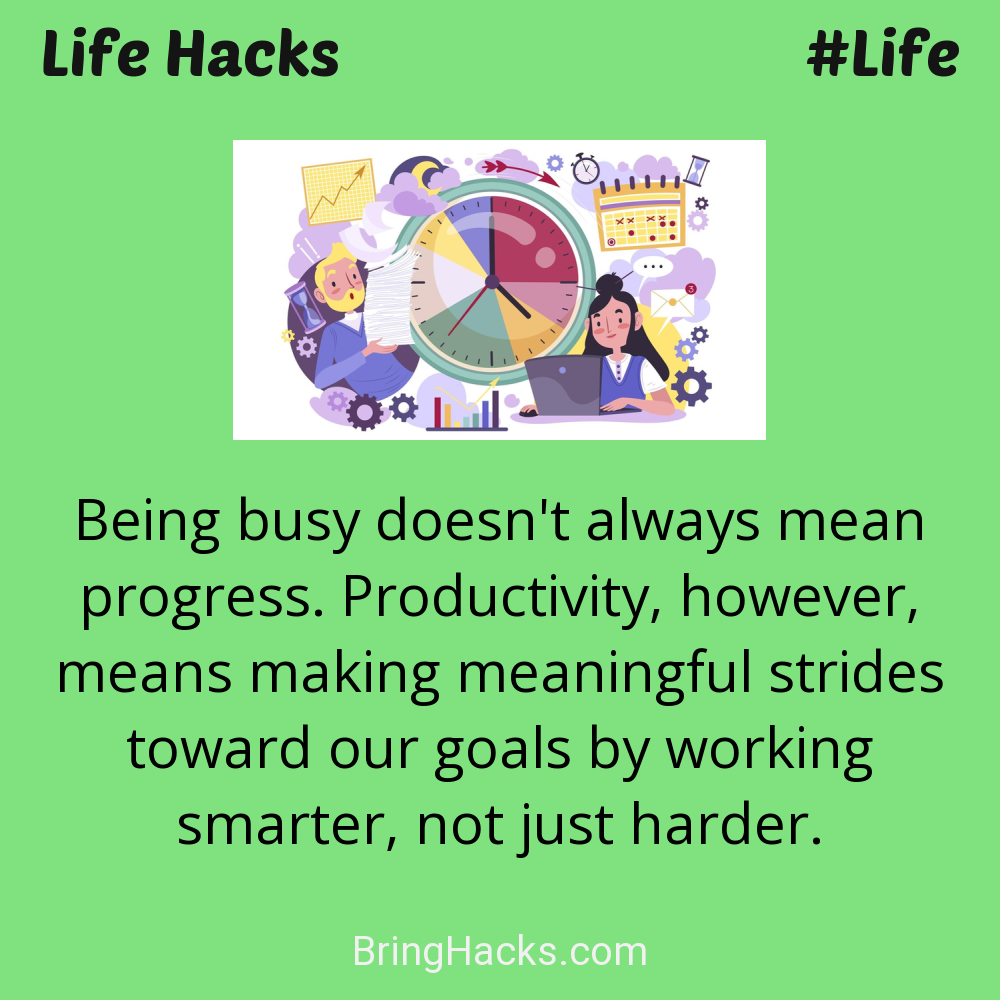 Life Hacks
#Life
3
Being busy doesn't always mean
progress. Productivity, however,
means making meaningful strides
toward our goals by working
smarter, not just harder.
BringHacks.com